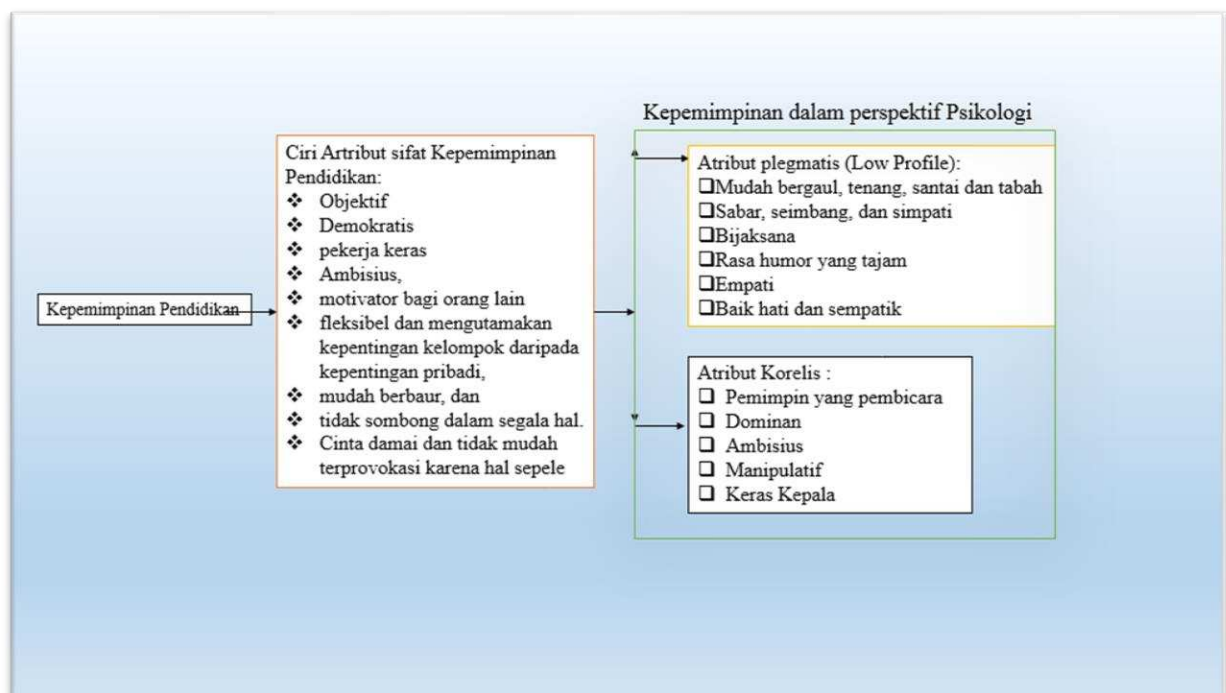 Kepemimpinan Pendidikan
Ciri Artribut sifat Kepemimpinan
Pendidikan:
❖ Objektif
❖ Demokratis
❖ pekerja keras
❖ Ambisius,
❖ motivator bagi orang lain
❖ fleksibel dan mengutamakan
kepentingan kelompok daripada
kepentingan pribadi,
❖ mudah berbaur, dan
❖ tidak sombong dalam segala hal.
❖ Cinta damai dan tidak mudah
terprovokasi karena hal sepele
Kepemimpinan dalam perspektif Psikologi
Atribut plegmatis (Low Profile):
❑Mudah bergaul, tenang, santai dan tabah
❑Sabar, seimbang, dan simpati
❑Bijaksana
❑Rasa humor yang tajam
❑Empati
❑Baik hati dan sempatik
Atribut Korelis :
❑ Pemimpin yang pembicara
❑ Dominan
❑ Ambisius
❑ Manipulatif
❑ Keras Kepala